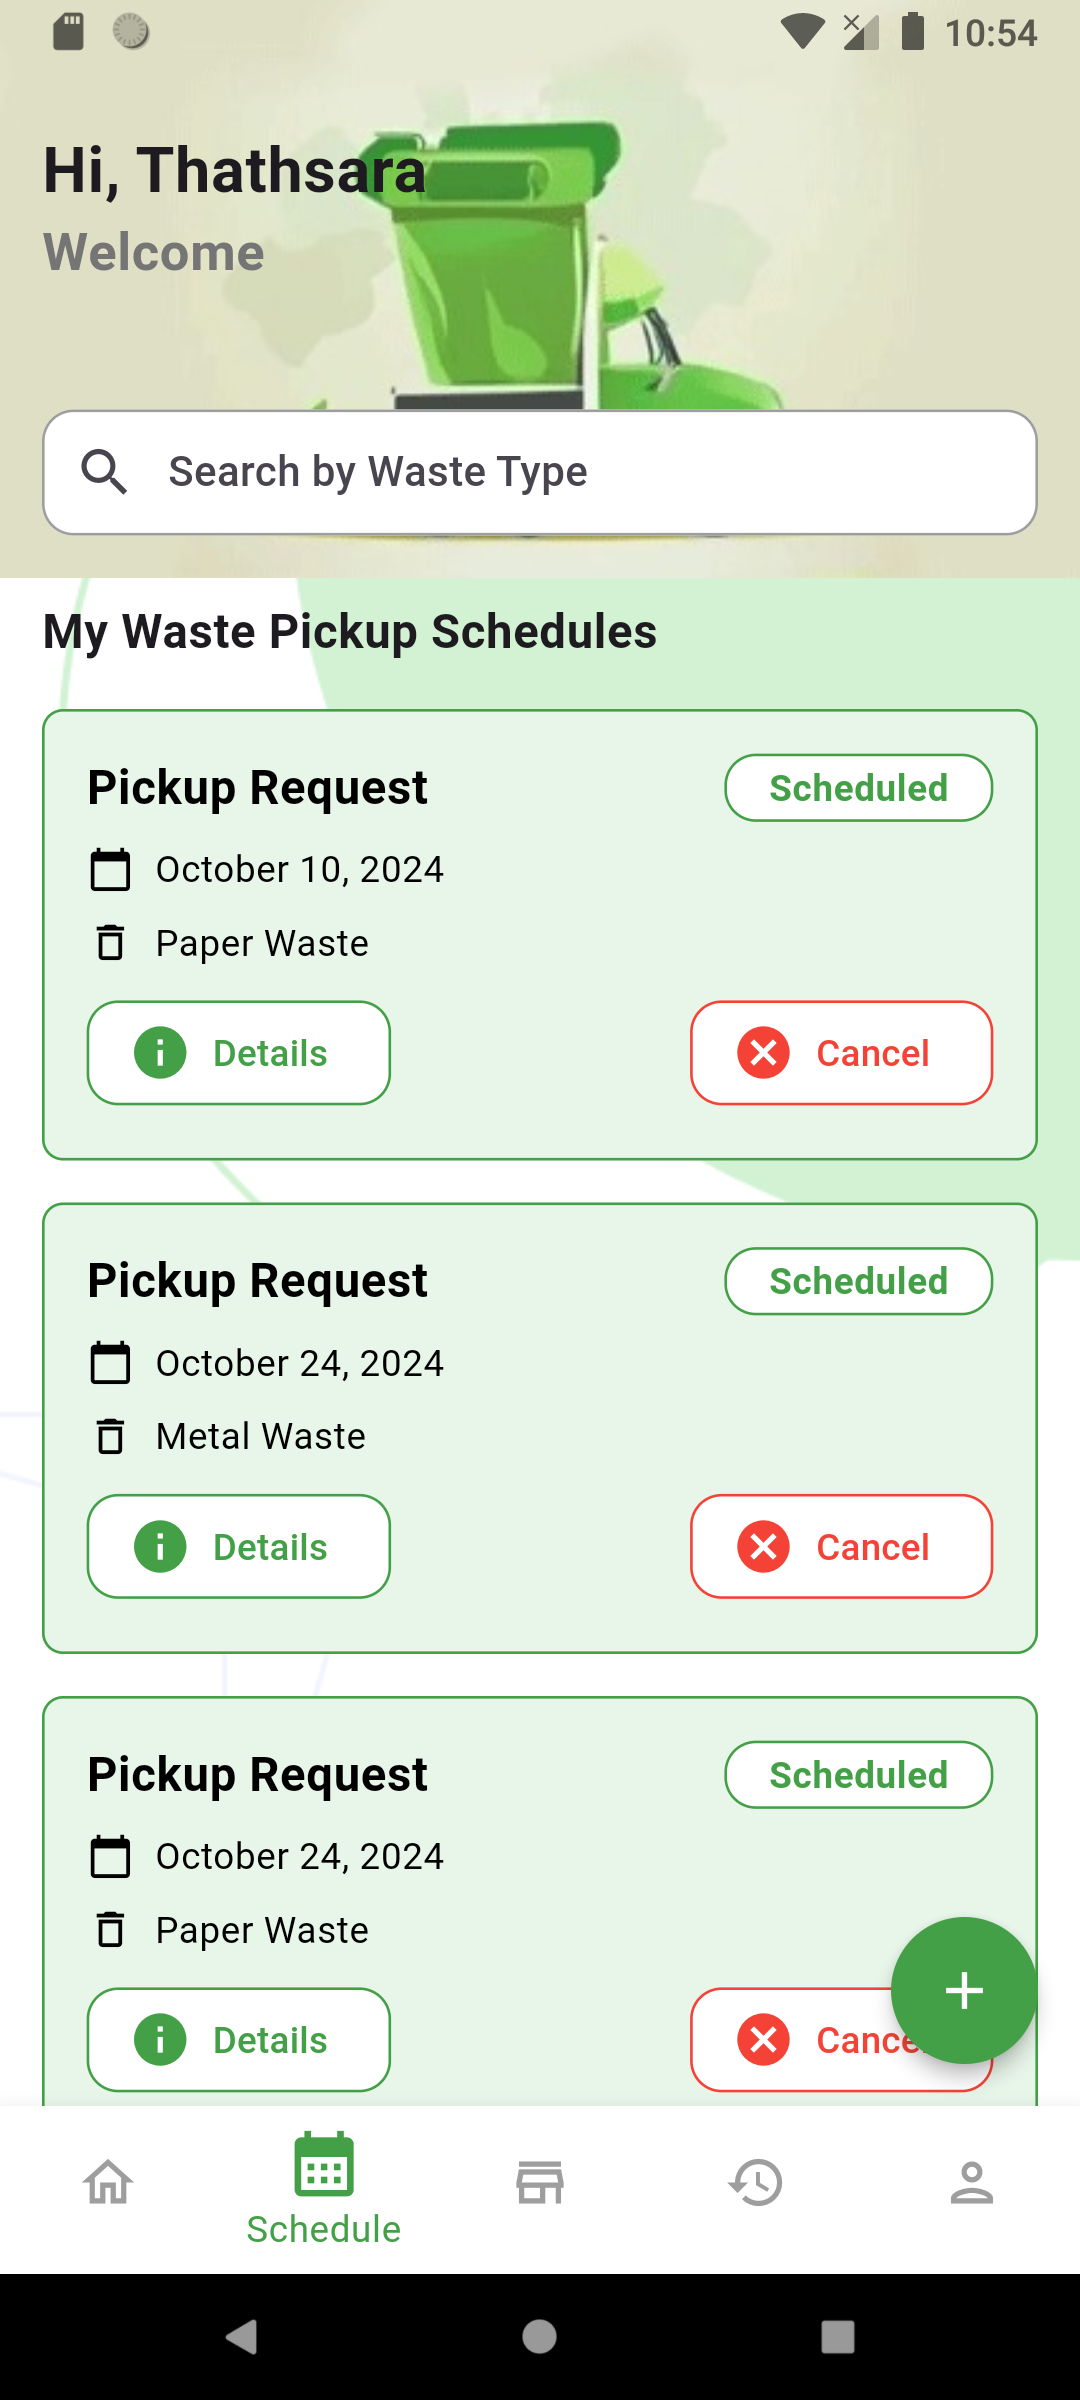 10:54
Hi, Thathsara
Welcome
Search by Waste Type
My Waste Pickup Schedules
Pickup Request
Scheduled
October 10, 2024
Paper Waste
Details
Cancel
Pickup Request
Scheduled
October 24, 2024
Metal Waste
Details
Cancel
Pickup Request
Scheduled
October 24, 2024
Paper Waste
Details
Cancel
Schedule